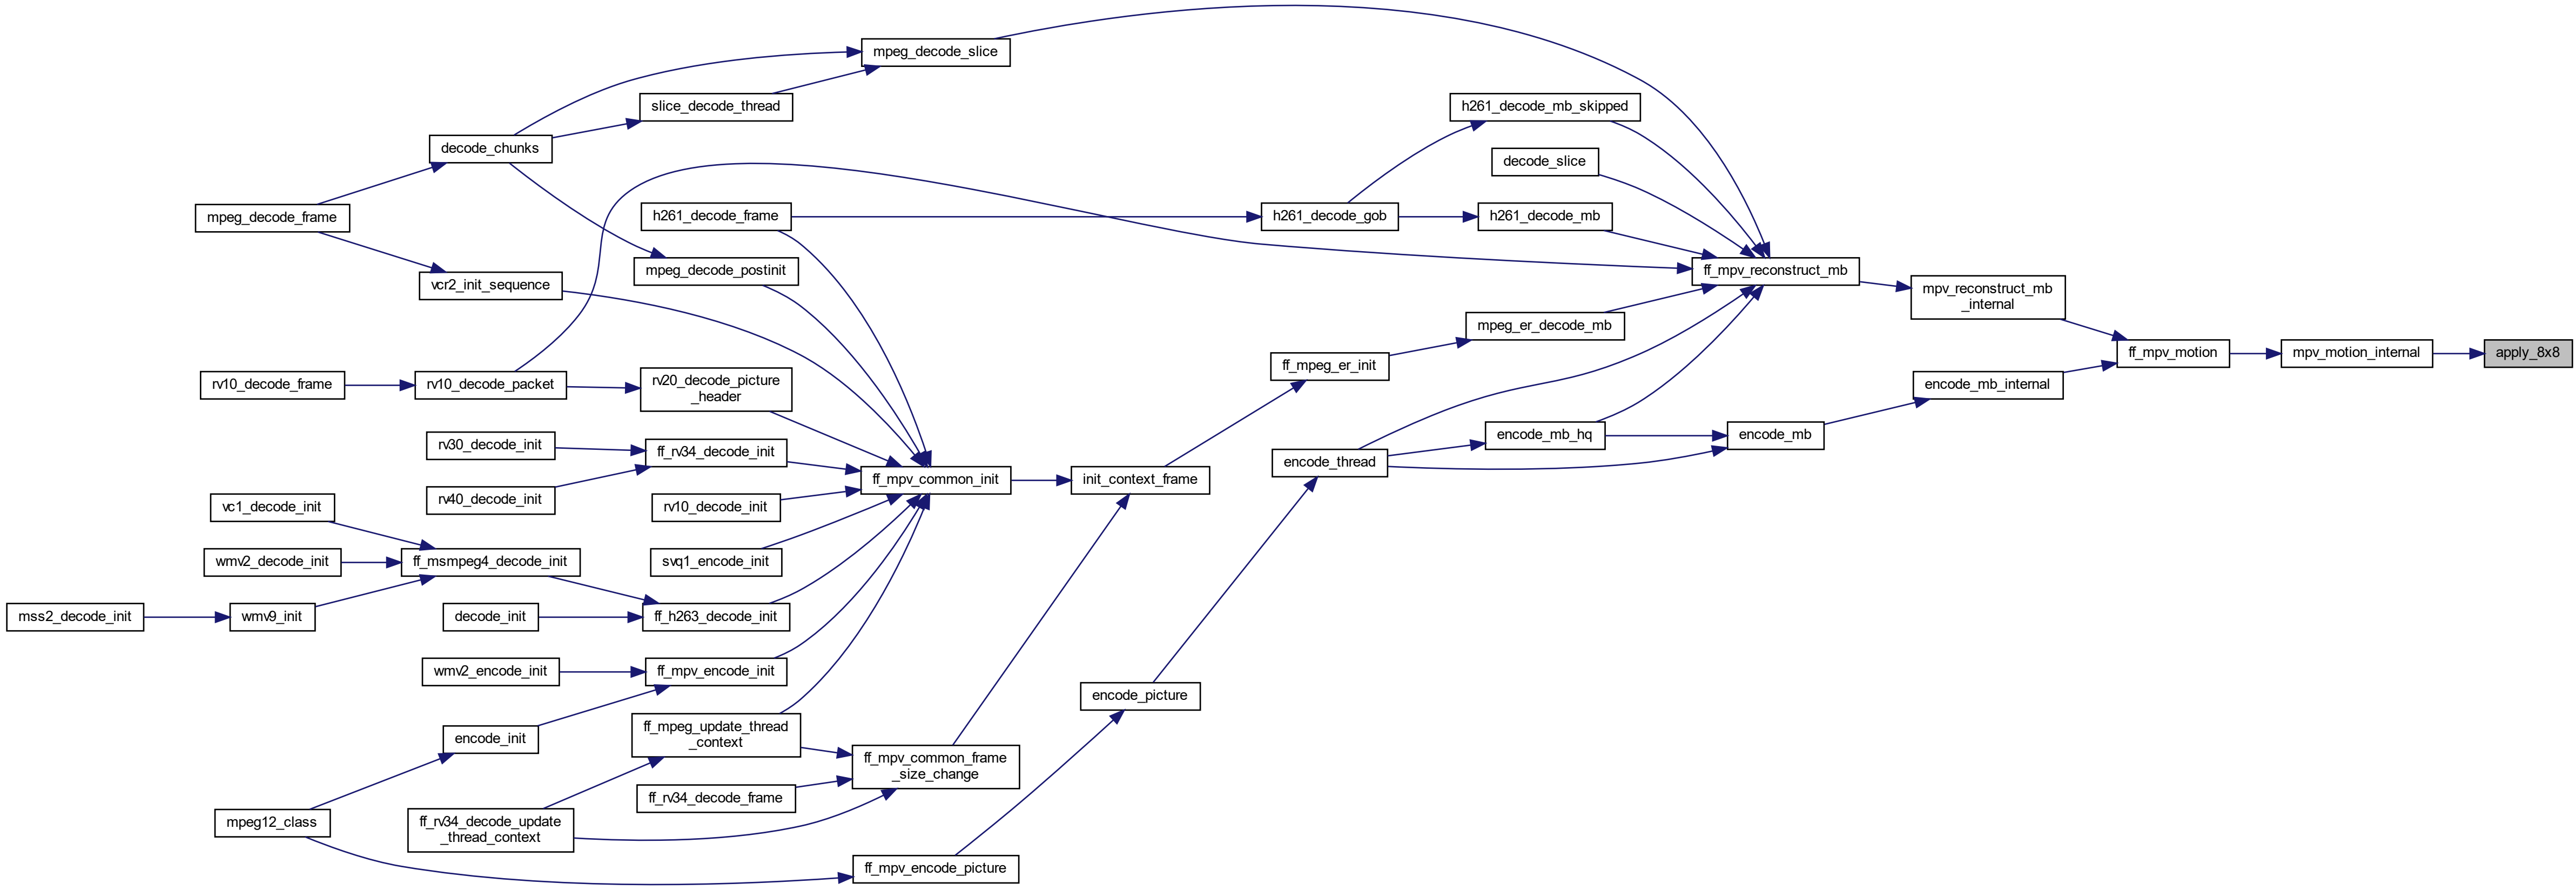 mpeg_decode_slice
slice_decode_thread
h261_decode_mb_skipped
decode_chunks
decode_slice
mpeg_decode_frame
h261_decode_frame
h261_decode_gob
h261_decode_mb
mpeg_decode_postinit
ff_mpv_reconstruct_mb
vcr2_init_sequence
mpv_reconstruct_mb
_internal
mpeg_er_decode_mb
ff_mpv_motion
mpv_motion_internal
apply_8x8
ff_mpeg_er_init
rv10_decode_frame
rv10_decode_packet
rv20_decode_picture
_header
encode_mb_internal
rv30_decode_init
ff_rv34_decode_init
encode_mb_hq
encode_mb
encode_thread
ff_mpv_common_init
init_context_frame
rv40_decode_init
vc1_decode_init
rv10_decode_init
wmv2_decode_init
ff_msmpeg4_decode_init
svq1_encode_init
mss2_decode_init
wmv9_init
decode_init
ff_h263_decode_init
wmv2_encode_init
ff_mpv_encode_init
encode_picture
encode_init
ff_mpeg_update_thread
_context
ff_mpv_common_frame
_size_change
ff_rv34_decode_frame
mpeg12_class
ff_rv34_decode_update
_thread_context
ff_mpv_encode_picture